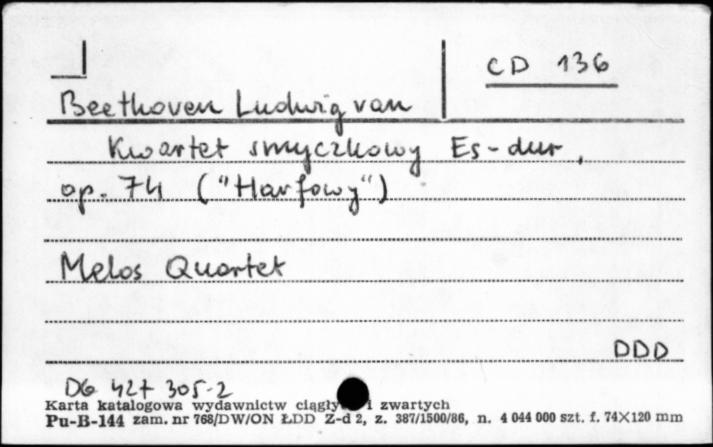 CD 136
Beethoven Ludwig van
Kwartet smyczkowy Es-dur,
op. 74 ("Harfowy")
Melos Quartet
DDD
DG 427 305-2
Karta katalogowa wydawnictw ciągły i zwartych
Pu-B-144 zam. nr 768/DW/ON ŁDD Z-d 2, z. 387/1500/86, n. 4 044 000 szt. f. 74×120 mm